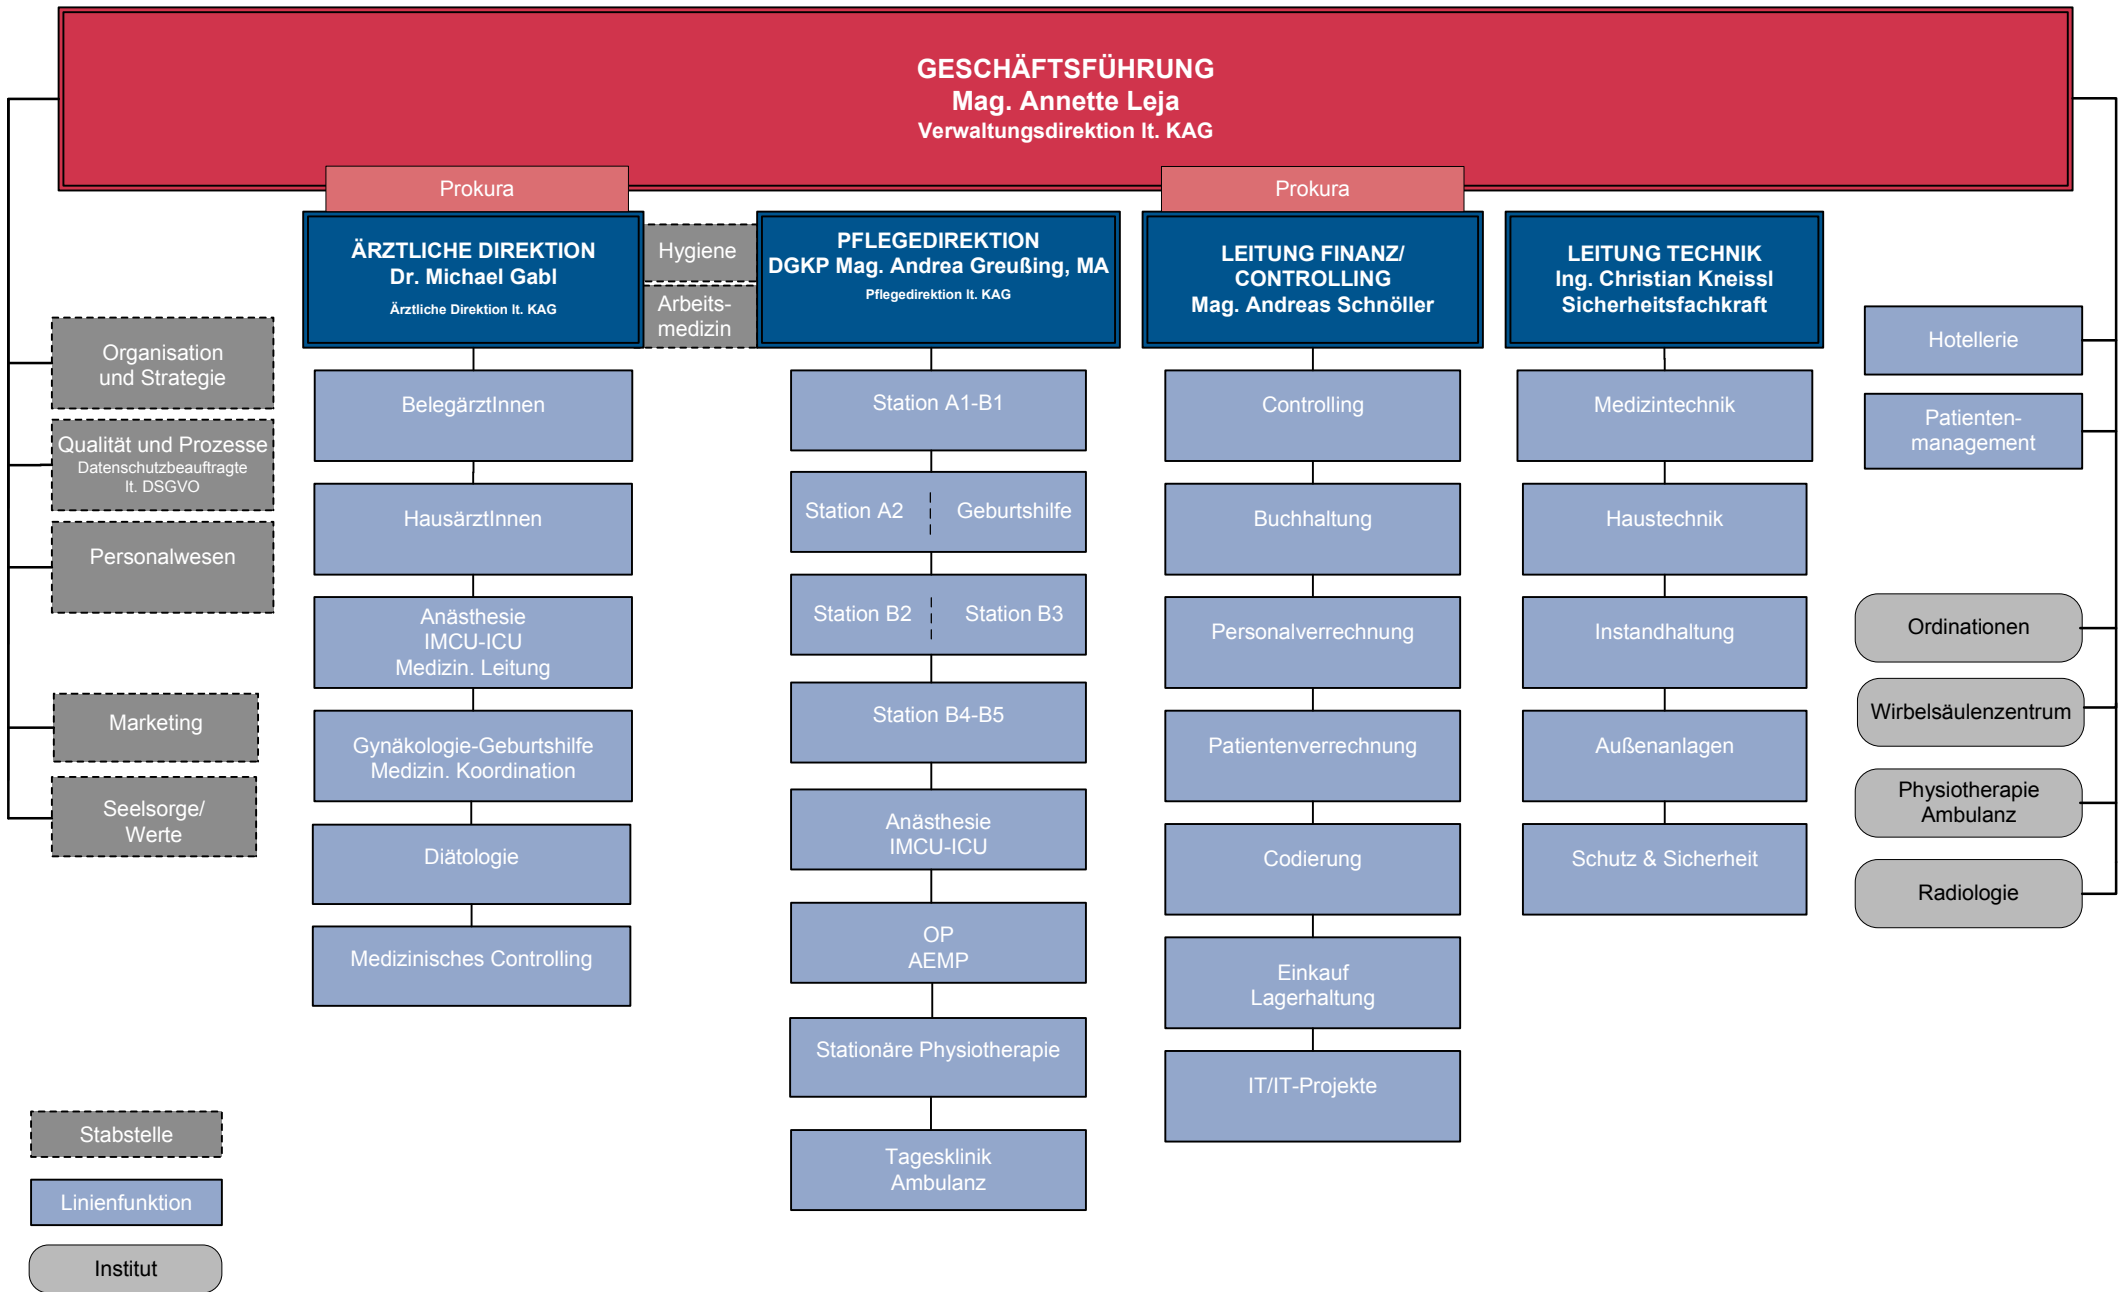 GESCHÄFTSFÜHRUNG
Mag. Annette Leja
Verwaltungsdirektion lt. KAG
Prokura
Prokura
ÄRZTLICHE DIREKTION
Dr. Michael Gabl
Ärztliche Direktion lt. KAG
Hygiene
Arbeits-
medizin
PFLEGEDIREKTION
DGKP Mag. Andrea Greußing, MA
Pflegedirektion lt. KAG
LEITUNG FINANZ/
CONTROLLING
Mag. Andreas Schnöller
LEITUNG TECHNIK
Ing. Christian Kneissl
Sicherheitsfachkraft
Organisation
und Strategie
Qualität und Prozesse
Datenschutzbeauftragte
lt. DSGVO
Personalwesen
Marketing
Seelsorge/
Werte
BelegärztInnen
HausärztInnen
Anästhesie
IMCU-ICU
Medizin. Leitung
Gynäkologie-Geburtshilfe
Medizin. Koordination
Diätologie
Medizinisches Controlling
Station A1-B1
Station A2 Geburtshilfe
Station B2 Station B3
Station B4-B5
Anästhesie
IMCU-ICU
OP
AEMP
Stationäre Physiotherapie
Tagesklinik
Ambulanz
Controlling
Buchhaltung
Personalverrechnung
Patientenverrechnung
Codierung
Einkauf
Lagerhaltung
IT/IT-Projekte
Medizintechnik
Haustechnik
Instandhaltung
Außenanlagen
Schutz & Sicherheit
Hotellerie
Patienten-
management
Ordinationen
Wirbelsäulenzentrum
Physiotherapie
Ambulanz
Radiologie
Stabstelle
Linienfunktion
Institut